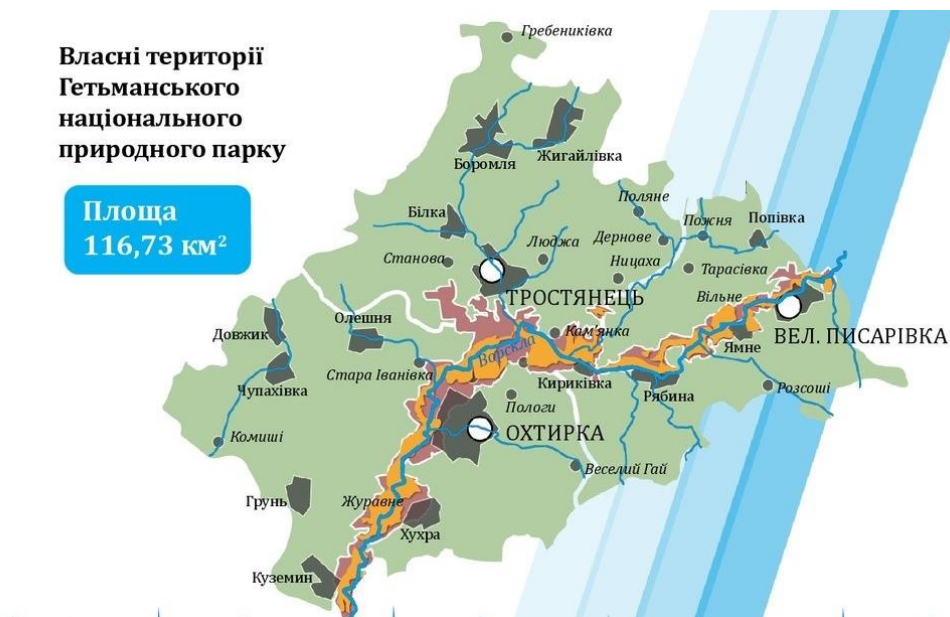 Власні території
Гетьманського
національного
природного парку
Площа
116,73 км²
Гребениківка
Боромля
Жигайлівка
Білка
Поляне
Люджа
Дернове
Пожня
Попівка
Станова
Ницаха
Тарасівка
ТРОСТЯНЕЦЬ
Вільне
Довжик
Олешня
Кам'янка
ВЕЛ. ПИСАРІВКА
Варскла
Ямне
Стара Іванівка
Чупахівка
Кириківка
Рябина
Розсоші
Пологи
Комиші
ОХТИРКА
Веселий Гай
Грунь
Журавне
Хухра
Куземин